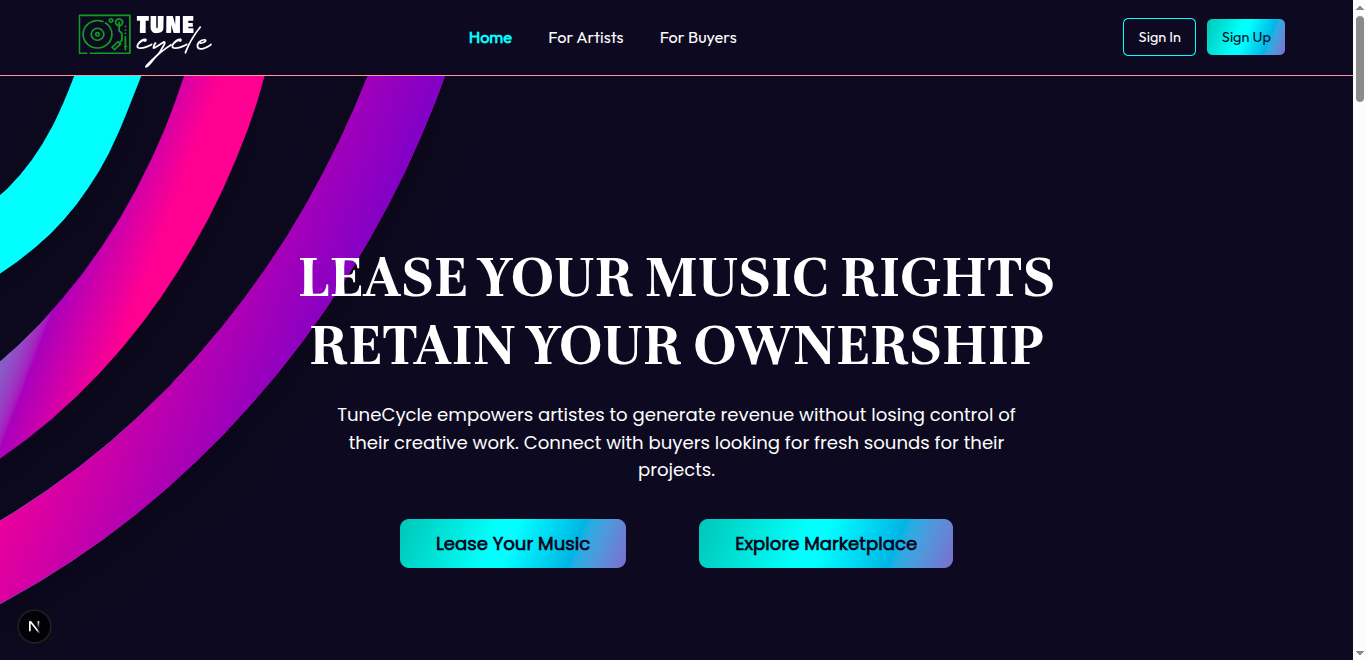 TUNE
cycle
Home
For Artists
For Buyers
Sign In
Sign Up
LEASE YOUR MUSIC RIGHTS
RETAIN YOUR OWNERSHIP
TuneCycle empowers artistes to generate revenue without losing control of
their creative work. Connect with buyers looking for fresh sounds for their
projects.
Lease Your Music
Explore Marketplace
N